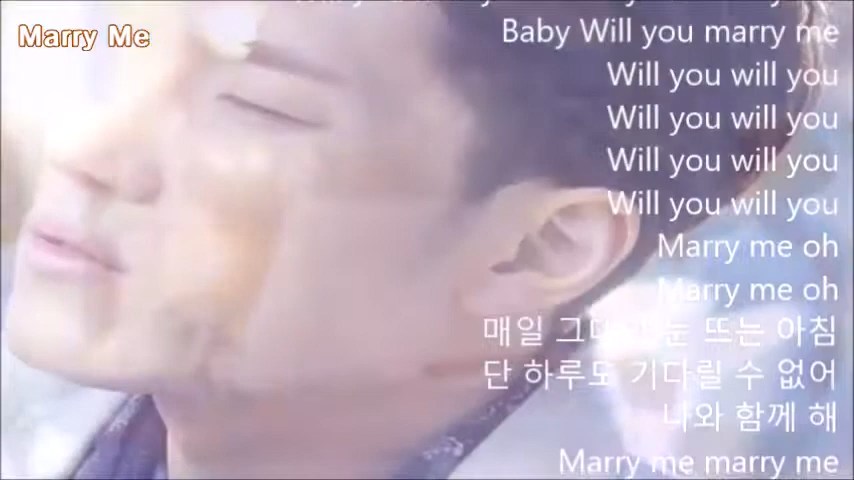 Marry Me
Baby Will you marry me
Will you will you
Will you will you
Will you will you
Will you will you
Marry me oh
Marry me oh
매일 눈 뜨는 아침
단 하루도 기다릴 수 없어
나와 함께 해
Marry me marry me